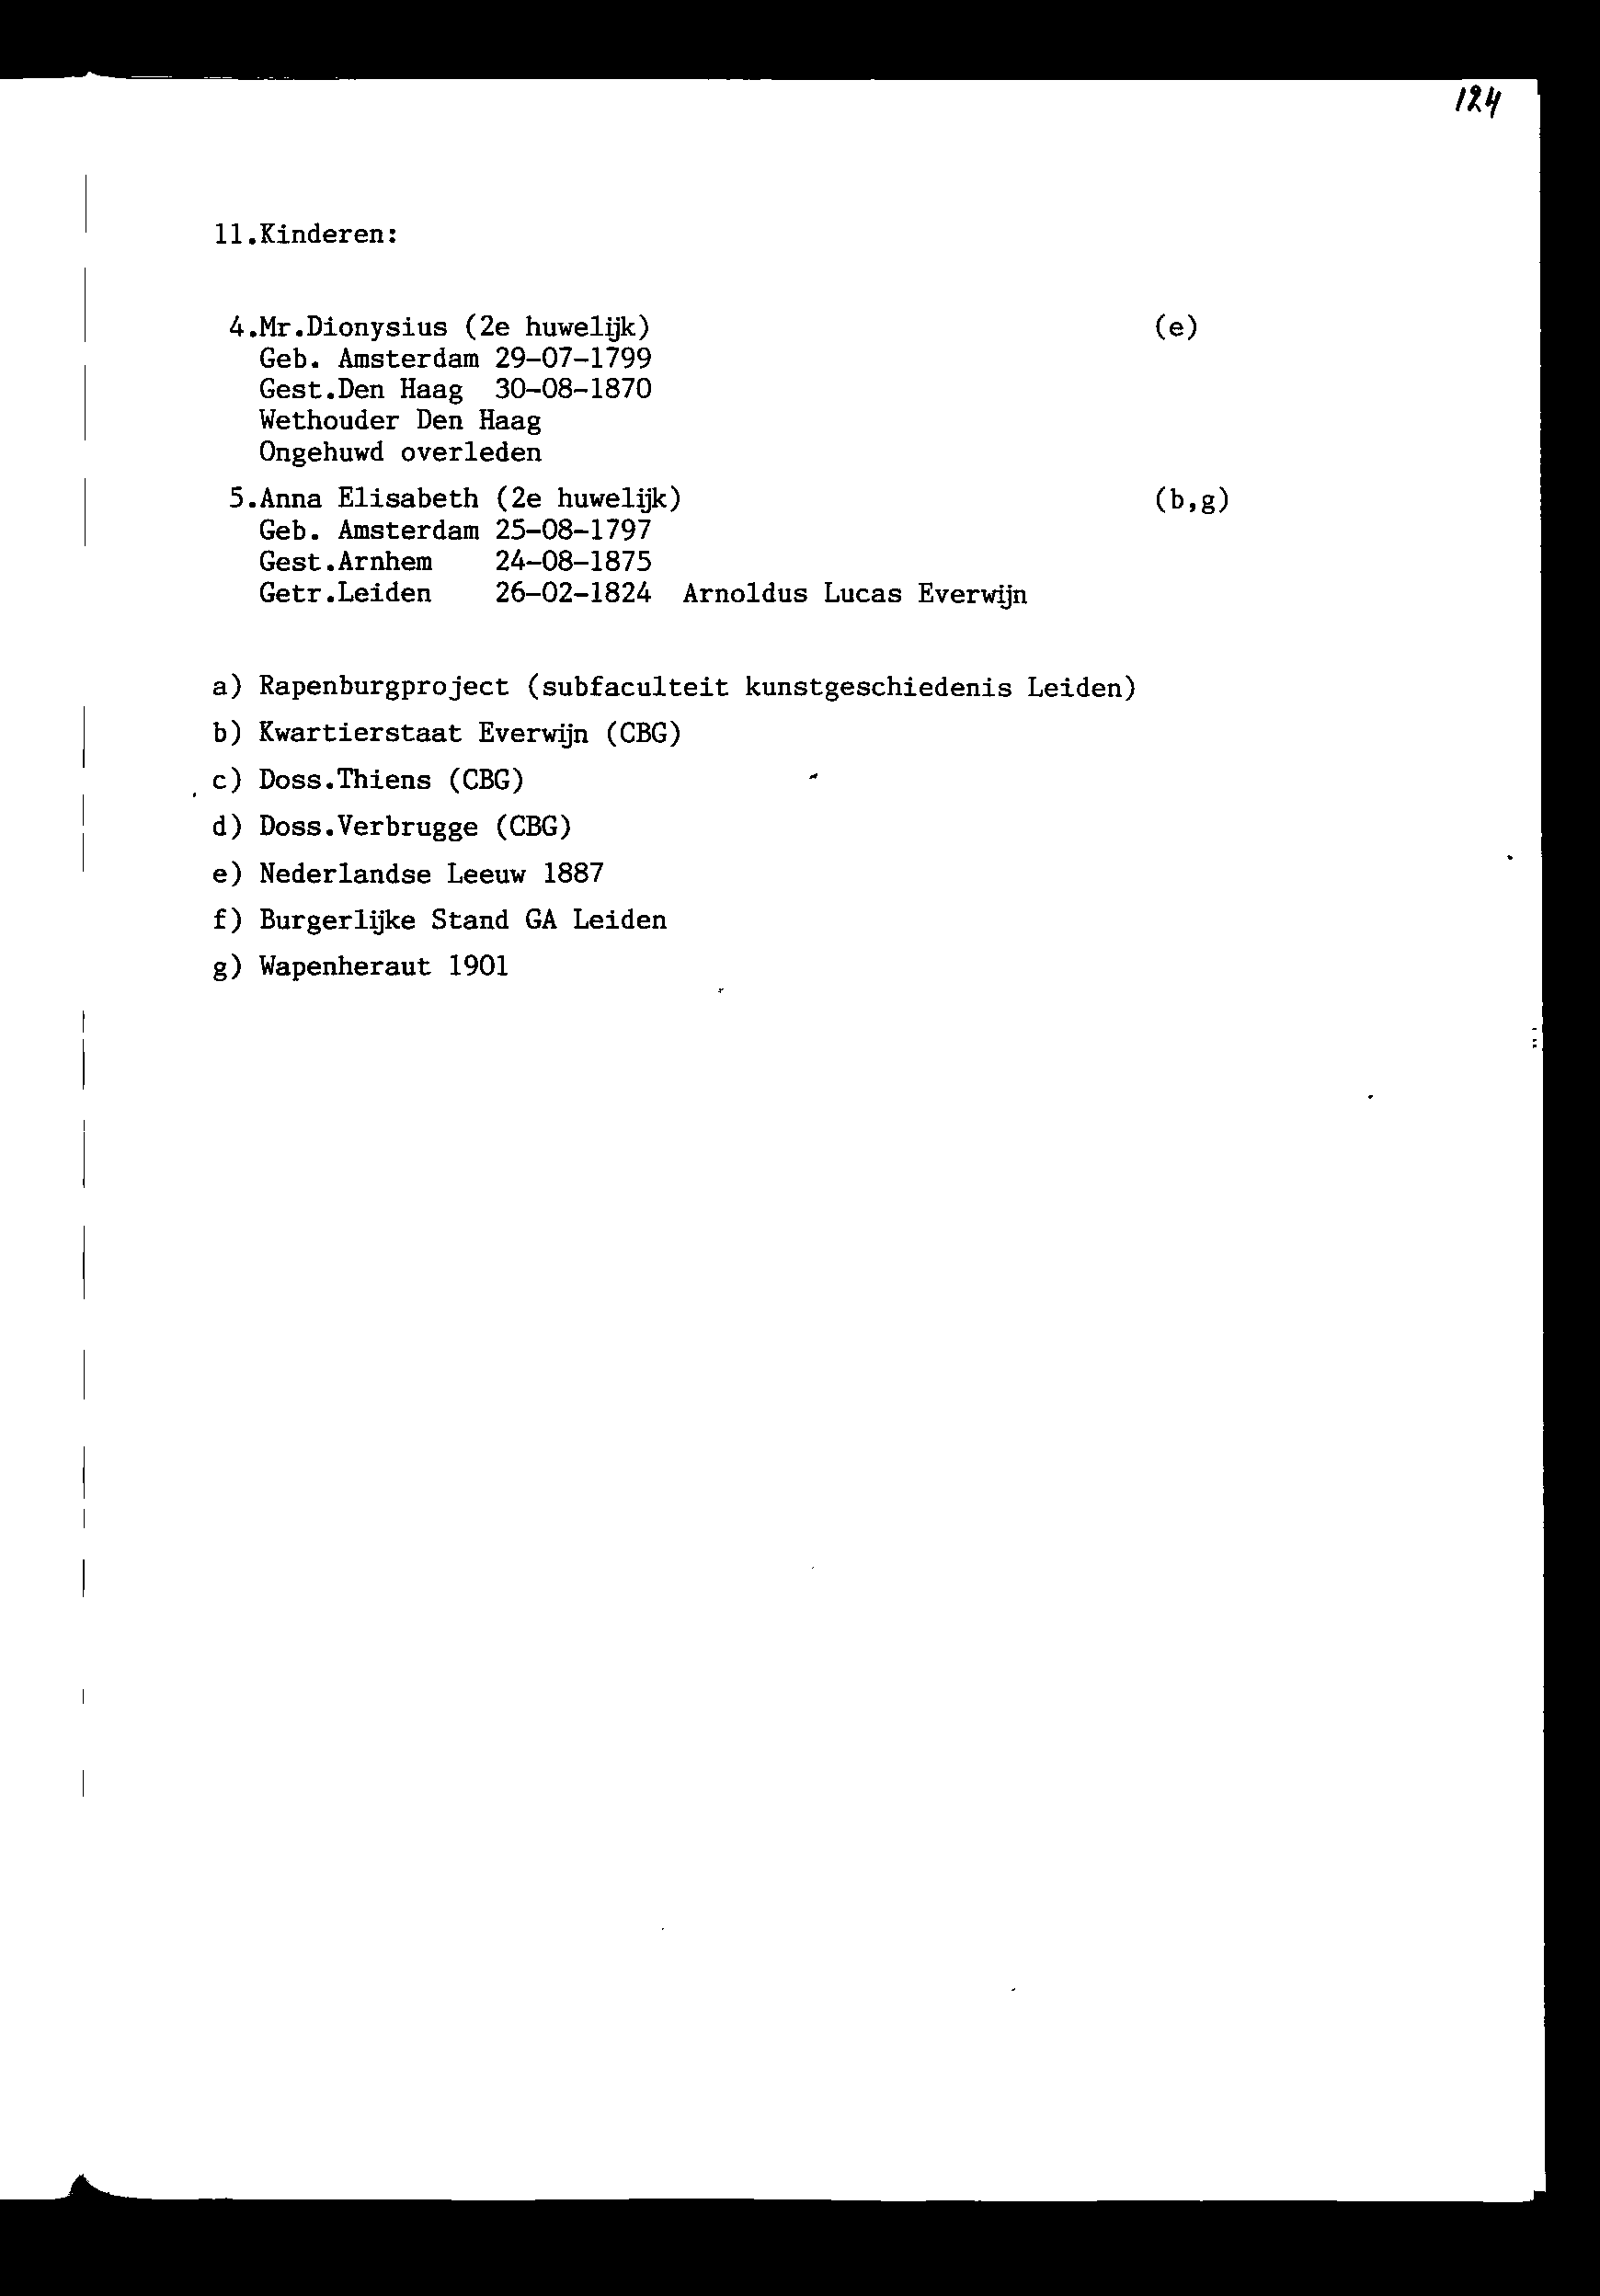 124
11.Kinderen:
4.Mr.Dionysius (2e huwelijk) (e)
Geb. Amsterdam 29-07-1799
Gest.Den Haag 30-08-1870
Wethouder Den Haag
Ongehuwd overleden
5.Anna Elisabeth (2e huwelijk) (b,g)
Geb. Amsterdam 25-08-1797
Gest.Arnhem 24-08-1875
Getr.Leiden 26-02-1824 Arnoldus Lucas Everwijn
a) Rapenburgproject (subfaculteit kunstgeschiedenis Leiden)
b) Kwartierstaat Everwijn (CBG)
c) Doss.Thiens (CBG)
d) Doss.Verbrugge (CBG)
e) Nederlandse Leeuw 1887
f) Burgerlijke Stand GA Leiden
g) Wapenheraut 1901